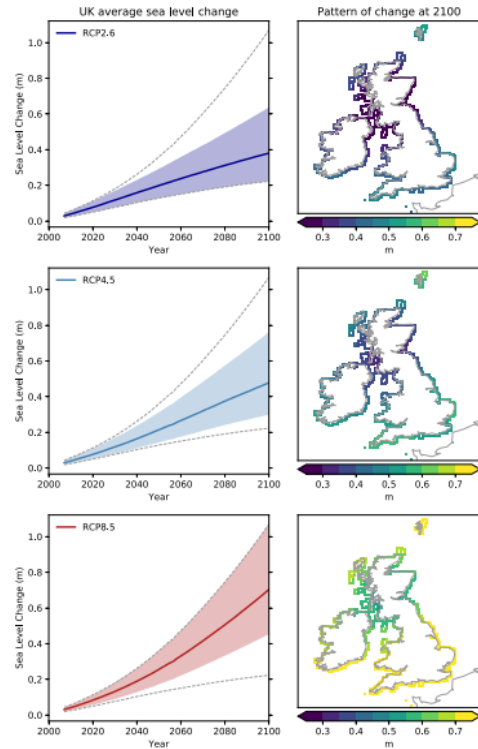 UK average sea level change
Pattern of change at 2100
RCP2.6
Sea Level Change (m)
1.0
0.8
0.6
0.4
0.2
0.0
2000 2020 2040 2060 2080 2100
Year
0.3 0.4 0.5 0.6 0.7
m
RCP4.5
Sea Level Change (m)
1.0
0.8
0.6
0.4
0.2
0.0
2000 2020 2040 2060 2080 2100
Year
0.3 0.4 0.5 0.6 0.7
m
RCP8.5
Sea Level Change (m)
1.0
0.8
0.6
0.4
0.2
0.0
2000 2020 2040 2060 2080 2100
Year
0.3 0.4 0.5 0.6 0.7
m